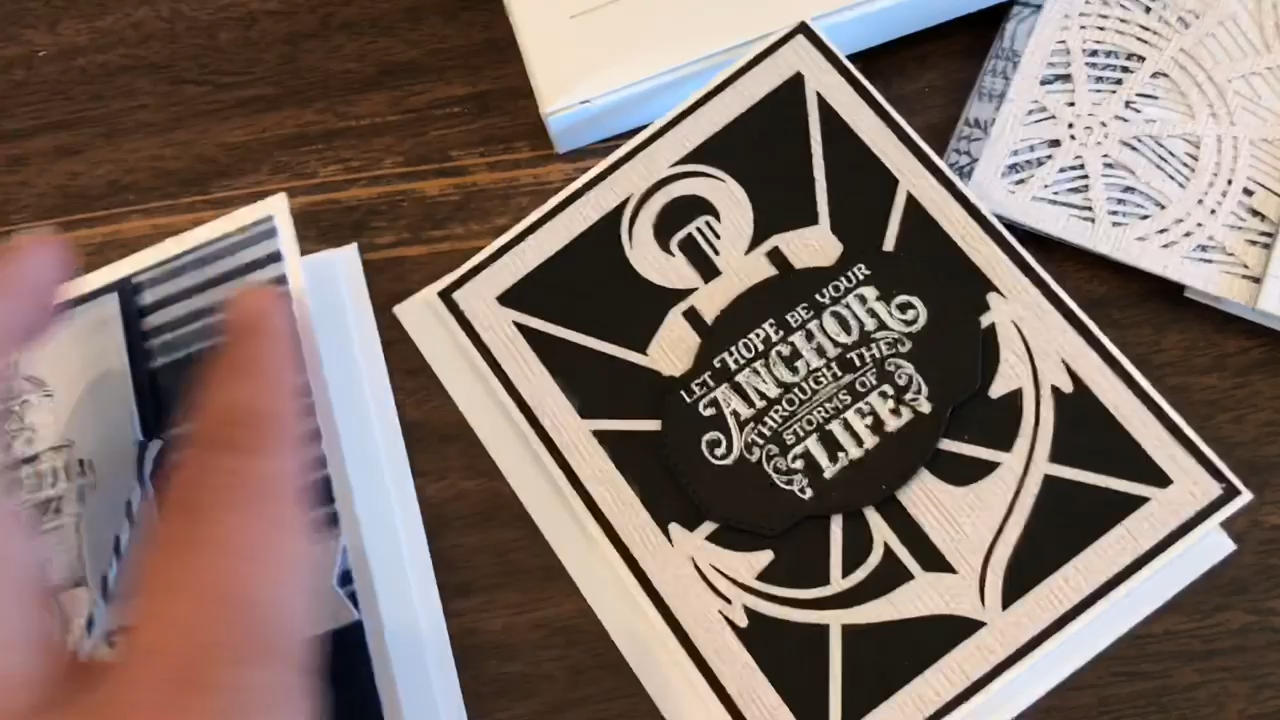 LET HOPE BE YOUR
ANCHOR
THROUGH THE
STORMS OF
LIFE